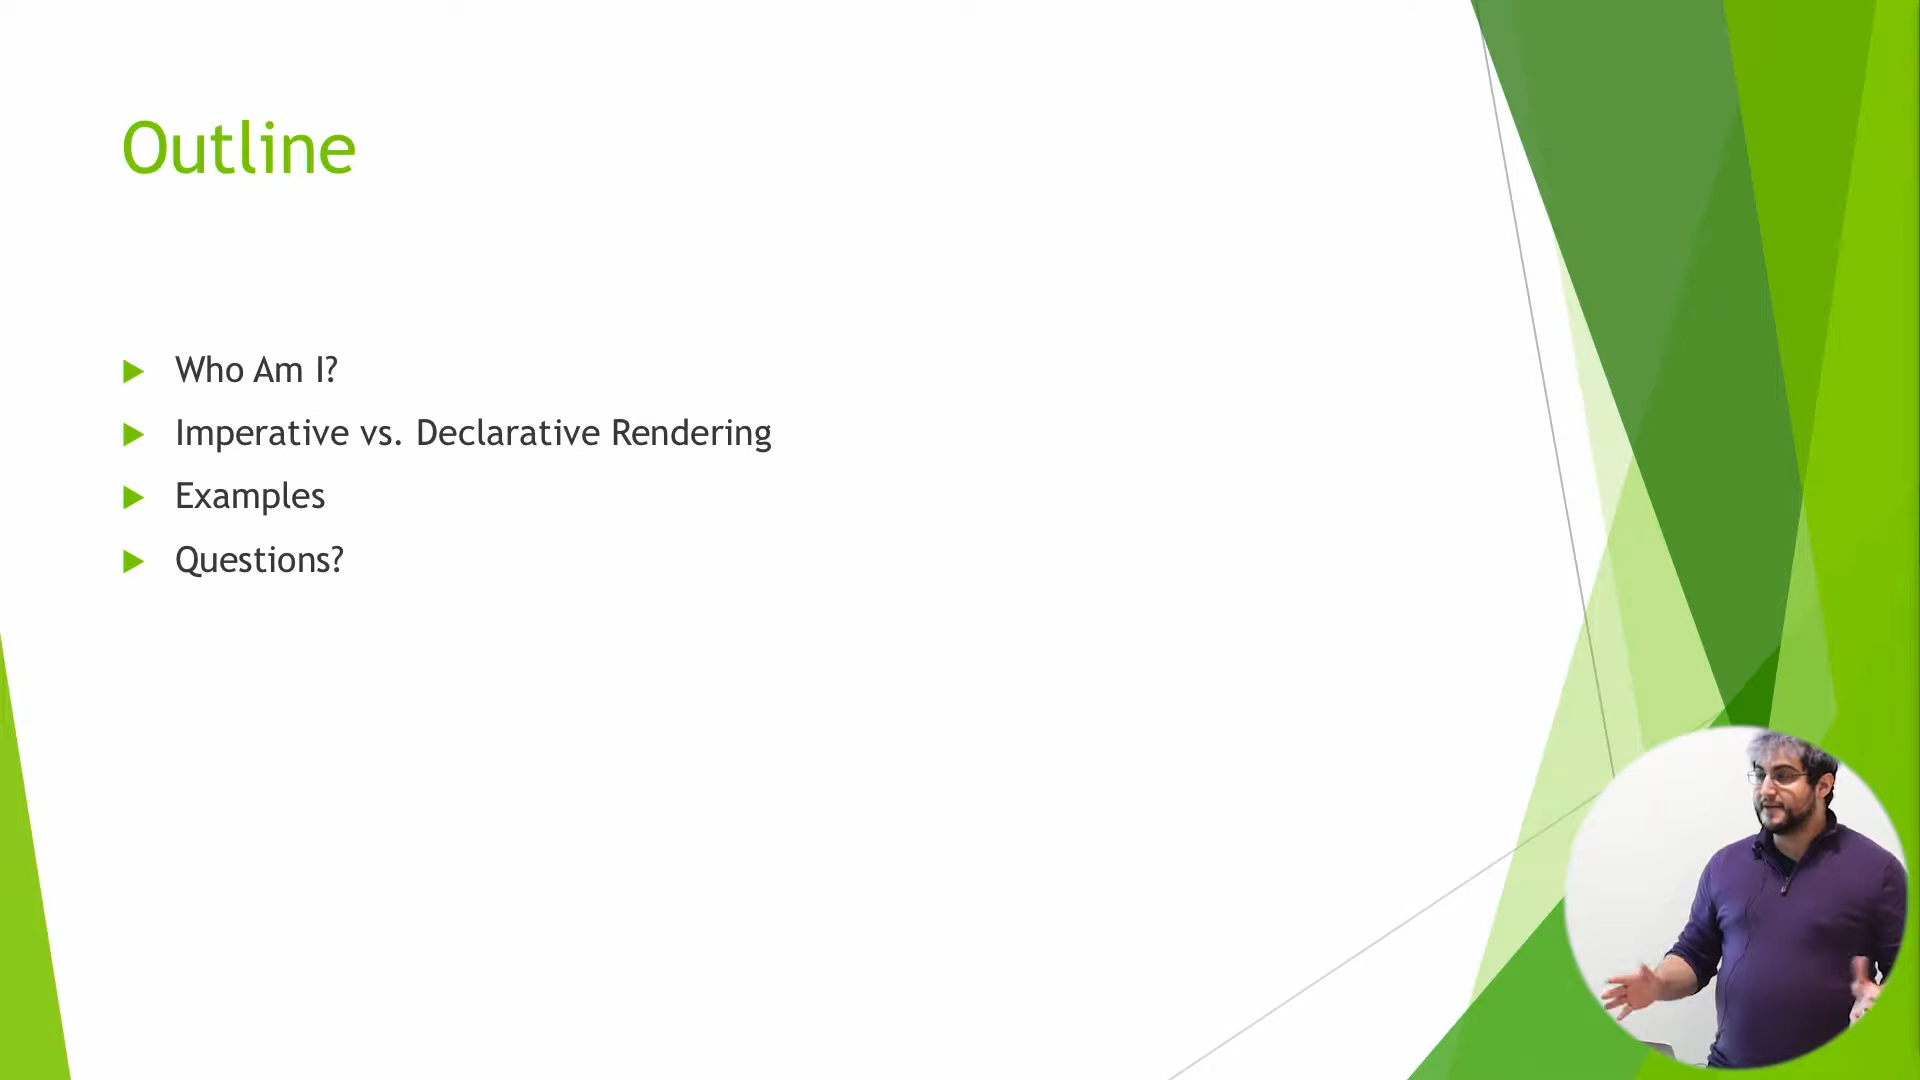 Outline
Who Am I?
Imperative vs. Declarative Rendering
Examples
Questions?